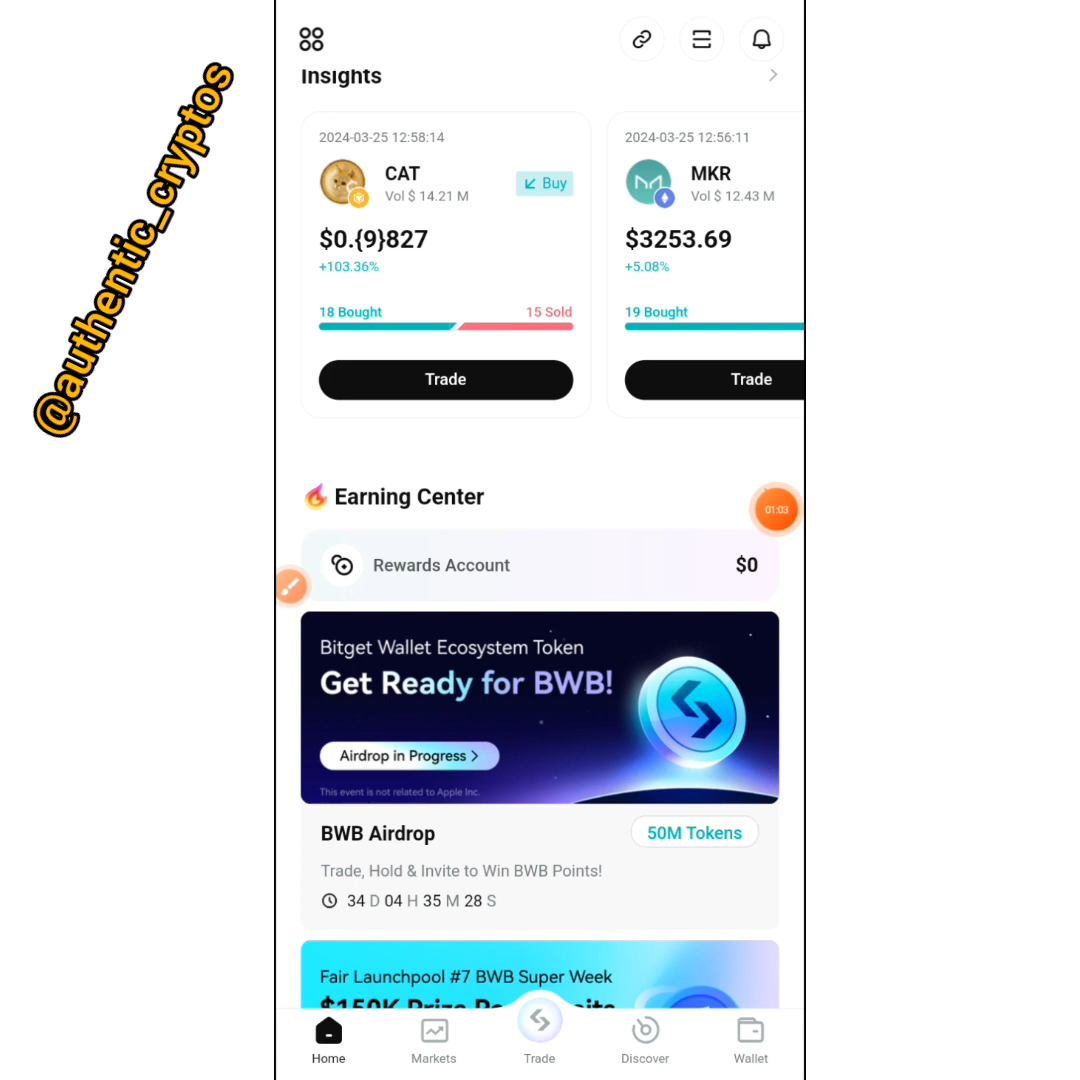 @authentic_cryptos
Insights
2024-03-25 12:58:14
CAT
Vol $ 14.21 M
Buy
$0.{9}827
+103.36%
18 Bought
15 Sold
Trade
2024-03-25 12:56:11
MKR
Vol $ 12.43 M
$3253.69
+5.08%
19 Bought
Trade
Earning Center
01:03
Rewards Account
$0
Bitget Wallet Ecosystem Token
Get Ready for BWB!
Airdrop in Progress >
This event is not related to Apple Inc.
BWB Airdrop
50M Tokens
Trade, Hold & Invite to Win BWB Points!
34 D 04 H 35 M 28 S
Fair Launchpool #7 BWB Super Week
$150K Prize
Home
Markets
Trade
Discover
Wallet